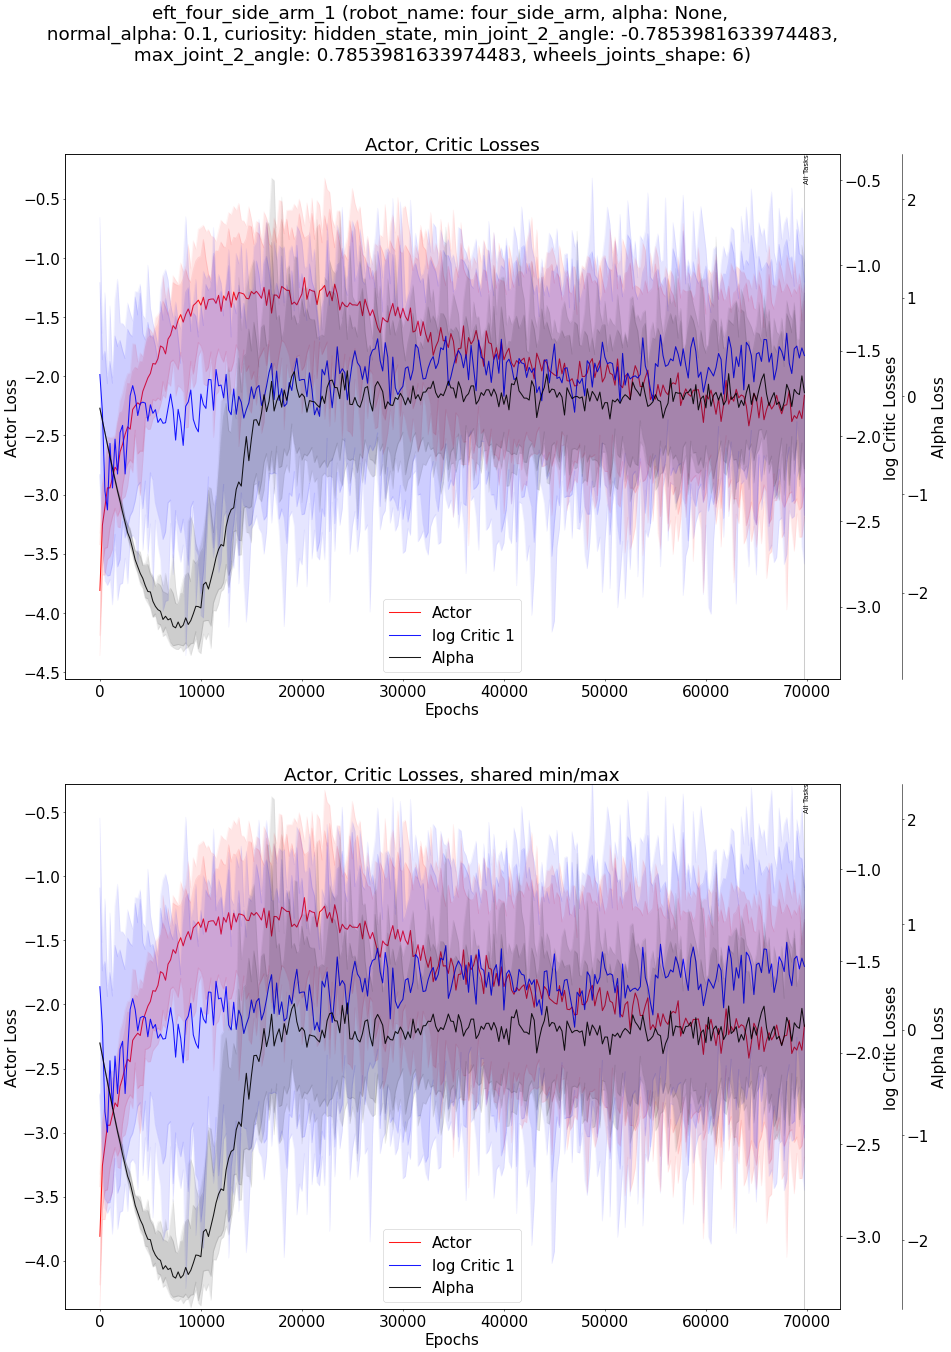 eft_four_side_arm_1 (robot_name: four_side_arm, alpha: None,
normal_alpha: 0.1, curiosity: hidden_state, min_joint_2_angle: -0.7853981633974483,
max_joint_2_angle: 0.7853981633974483, wheels_joints_shape: 6)
Actor, Critic Losses
All Tasks
−0.5
−1.0
−1.5
−2.0
−2.5
−3.0
−3.5
−4.0
−4.5
Actor Loss
−0.5
−1.0
−1.5
−2.0
−2.5
−3.0
log Critic Losses
2
1
0
−1
−2
Alpha Loss
Actor
log Critic 1
Alpha
0 10000 20000 30000 40000 50000 60000 70000
Epochs
Actor, Critic Losses, shared min/max
All Tasks
−0.5
−1.0
−1.5
−2.0
−2.5
−3.0
−3.5
−4.0
Actor Loss
−1.0
−1.5
−2.0
−2.5
−3.0
log Critic Losses
2
1
0
−1
−2
Alpha Loss
Actor
log Critic 1
Alpha
0 10000 20000 30000 40000 50000 60000 70000
Epochs